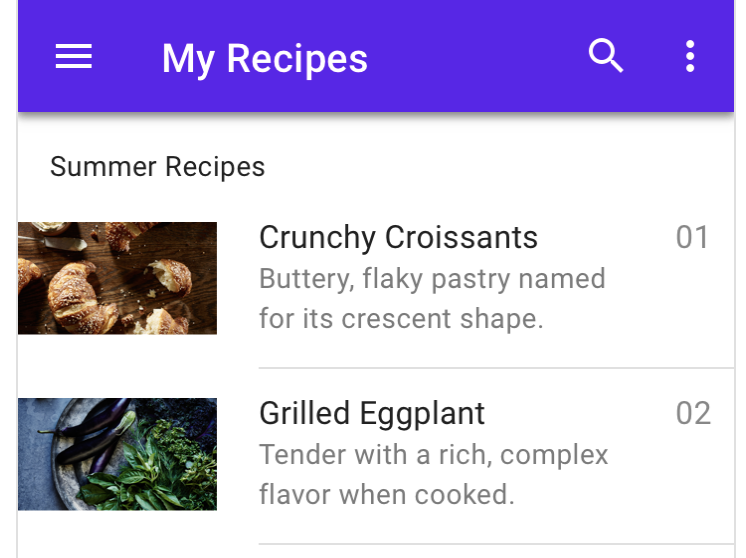 My Recipes
Summer Recipes
Crunchy Croissants
01
Buttery, flaky pastry named
for its crescent shape.
Grilled Eggplant
02
Tender with a rich, complex
flavor when cooked.